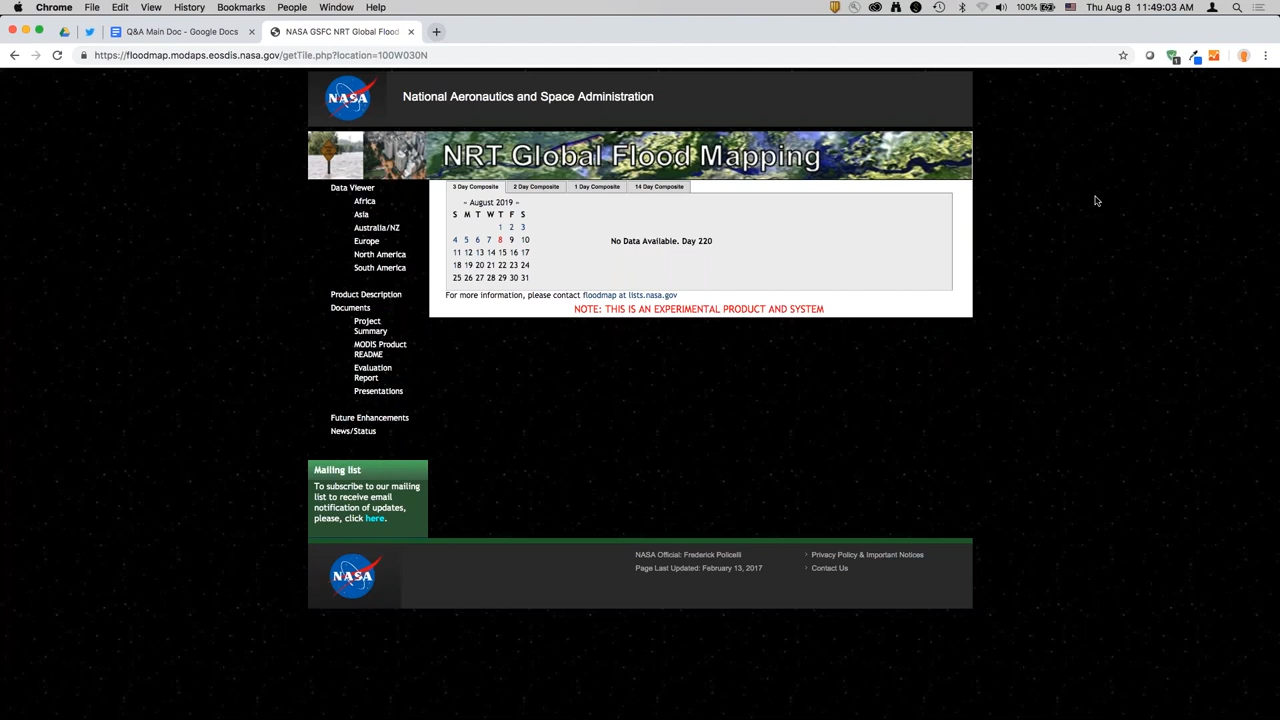 Chrome File Edit View History Bookmarks People Window Help 100% Thu Aug 8 11:49:03 AM
Q&A Main Doc - Google Docs × NASA GSFC NRT Global Flood ×
https://floodmap.modaps.eosdis.nasa.gov/getTile.php?location=100W030N
NASA National Aeronautics and Space Administration
NRT Global Flood Mapping
Data Viewer
Africa
Asia
Australia/NZ
Europe
North America
South America
Product Description
Documents
Project
Summary
MODIS Product
README
Evaluation
Report
Presentations
Future Enhancements
News/Status
3 Day Composite 2 Day Composite 1 Day Composite 14 Day Composite
« August 2019 »
S M T W T F S
1 2 3
4 5 6 7 8 9 10
11 12 13 14 15 16 17
18 19 20 21 22 23 24
25 26 27 28 29 30 31
No Data Available. Day 220
For more information, please contact floodmap at lists.nasa.gov
NOTE: THIS IS AN EXPERIMENTAL PRODUCT AND SYSTEM
Mailing list
To subscribe to our mailing
list to receive email
notification of updates,
please, click here.
NASA
NASA Official: Frederick Policelli
Page Last Updated: February 13, 2017
Privacy Policy & Important Notices
Contact Us